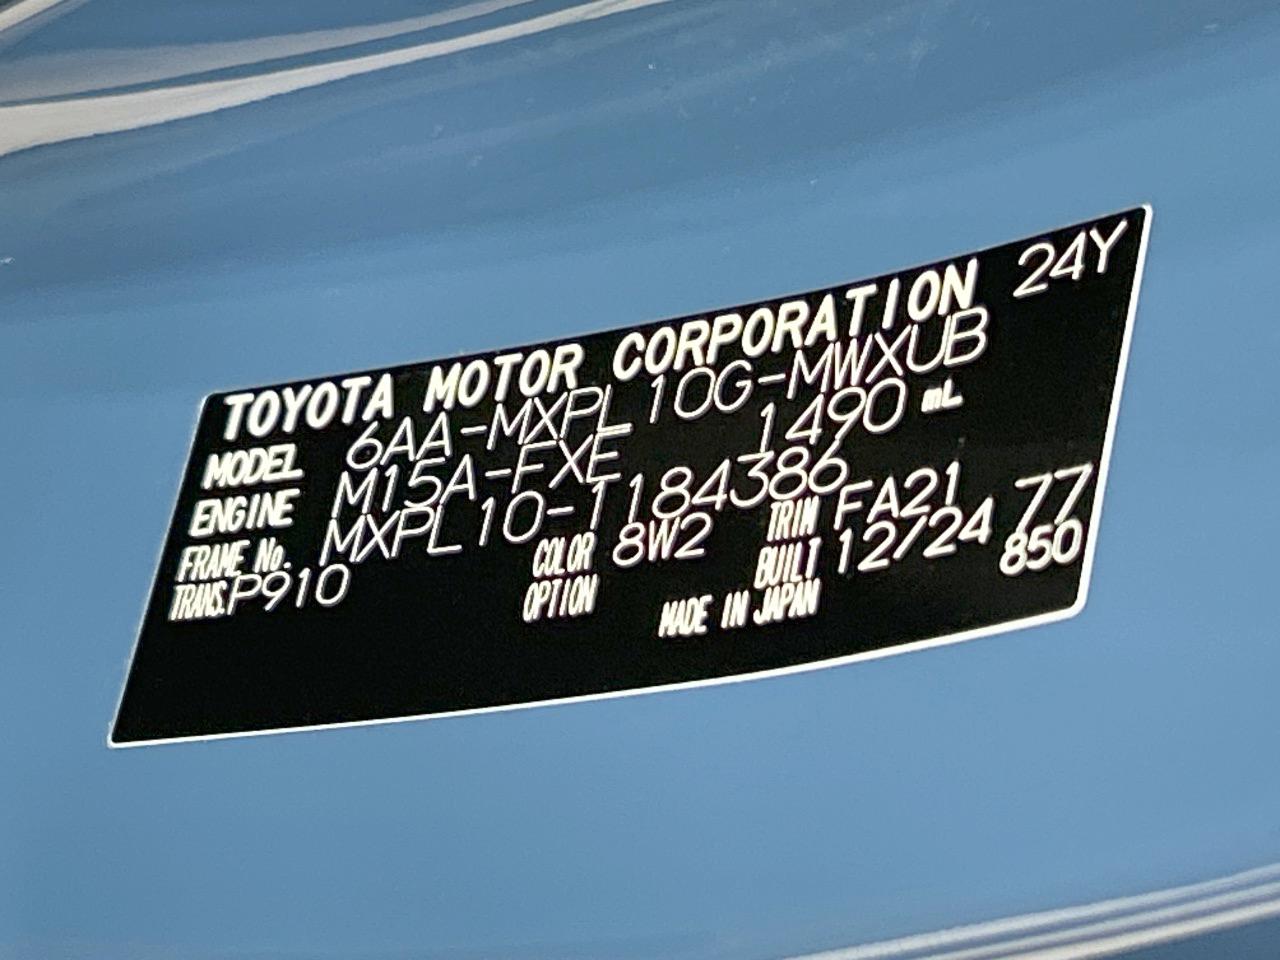 TOYOTA MOTOR CORPORATION 24Y
MODEL 6AA-MXPL10G-MWXUB
ENGINE M15A-FXE 1490 mL
FRAME No. MXPL10-1184386
COLOR 8W2 TRIM FA21 77
TRANS. P910 OPTION BUILT 12/24 850
MADE IN JAPAN